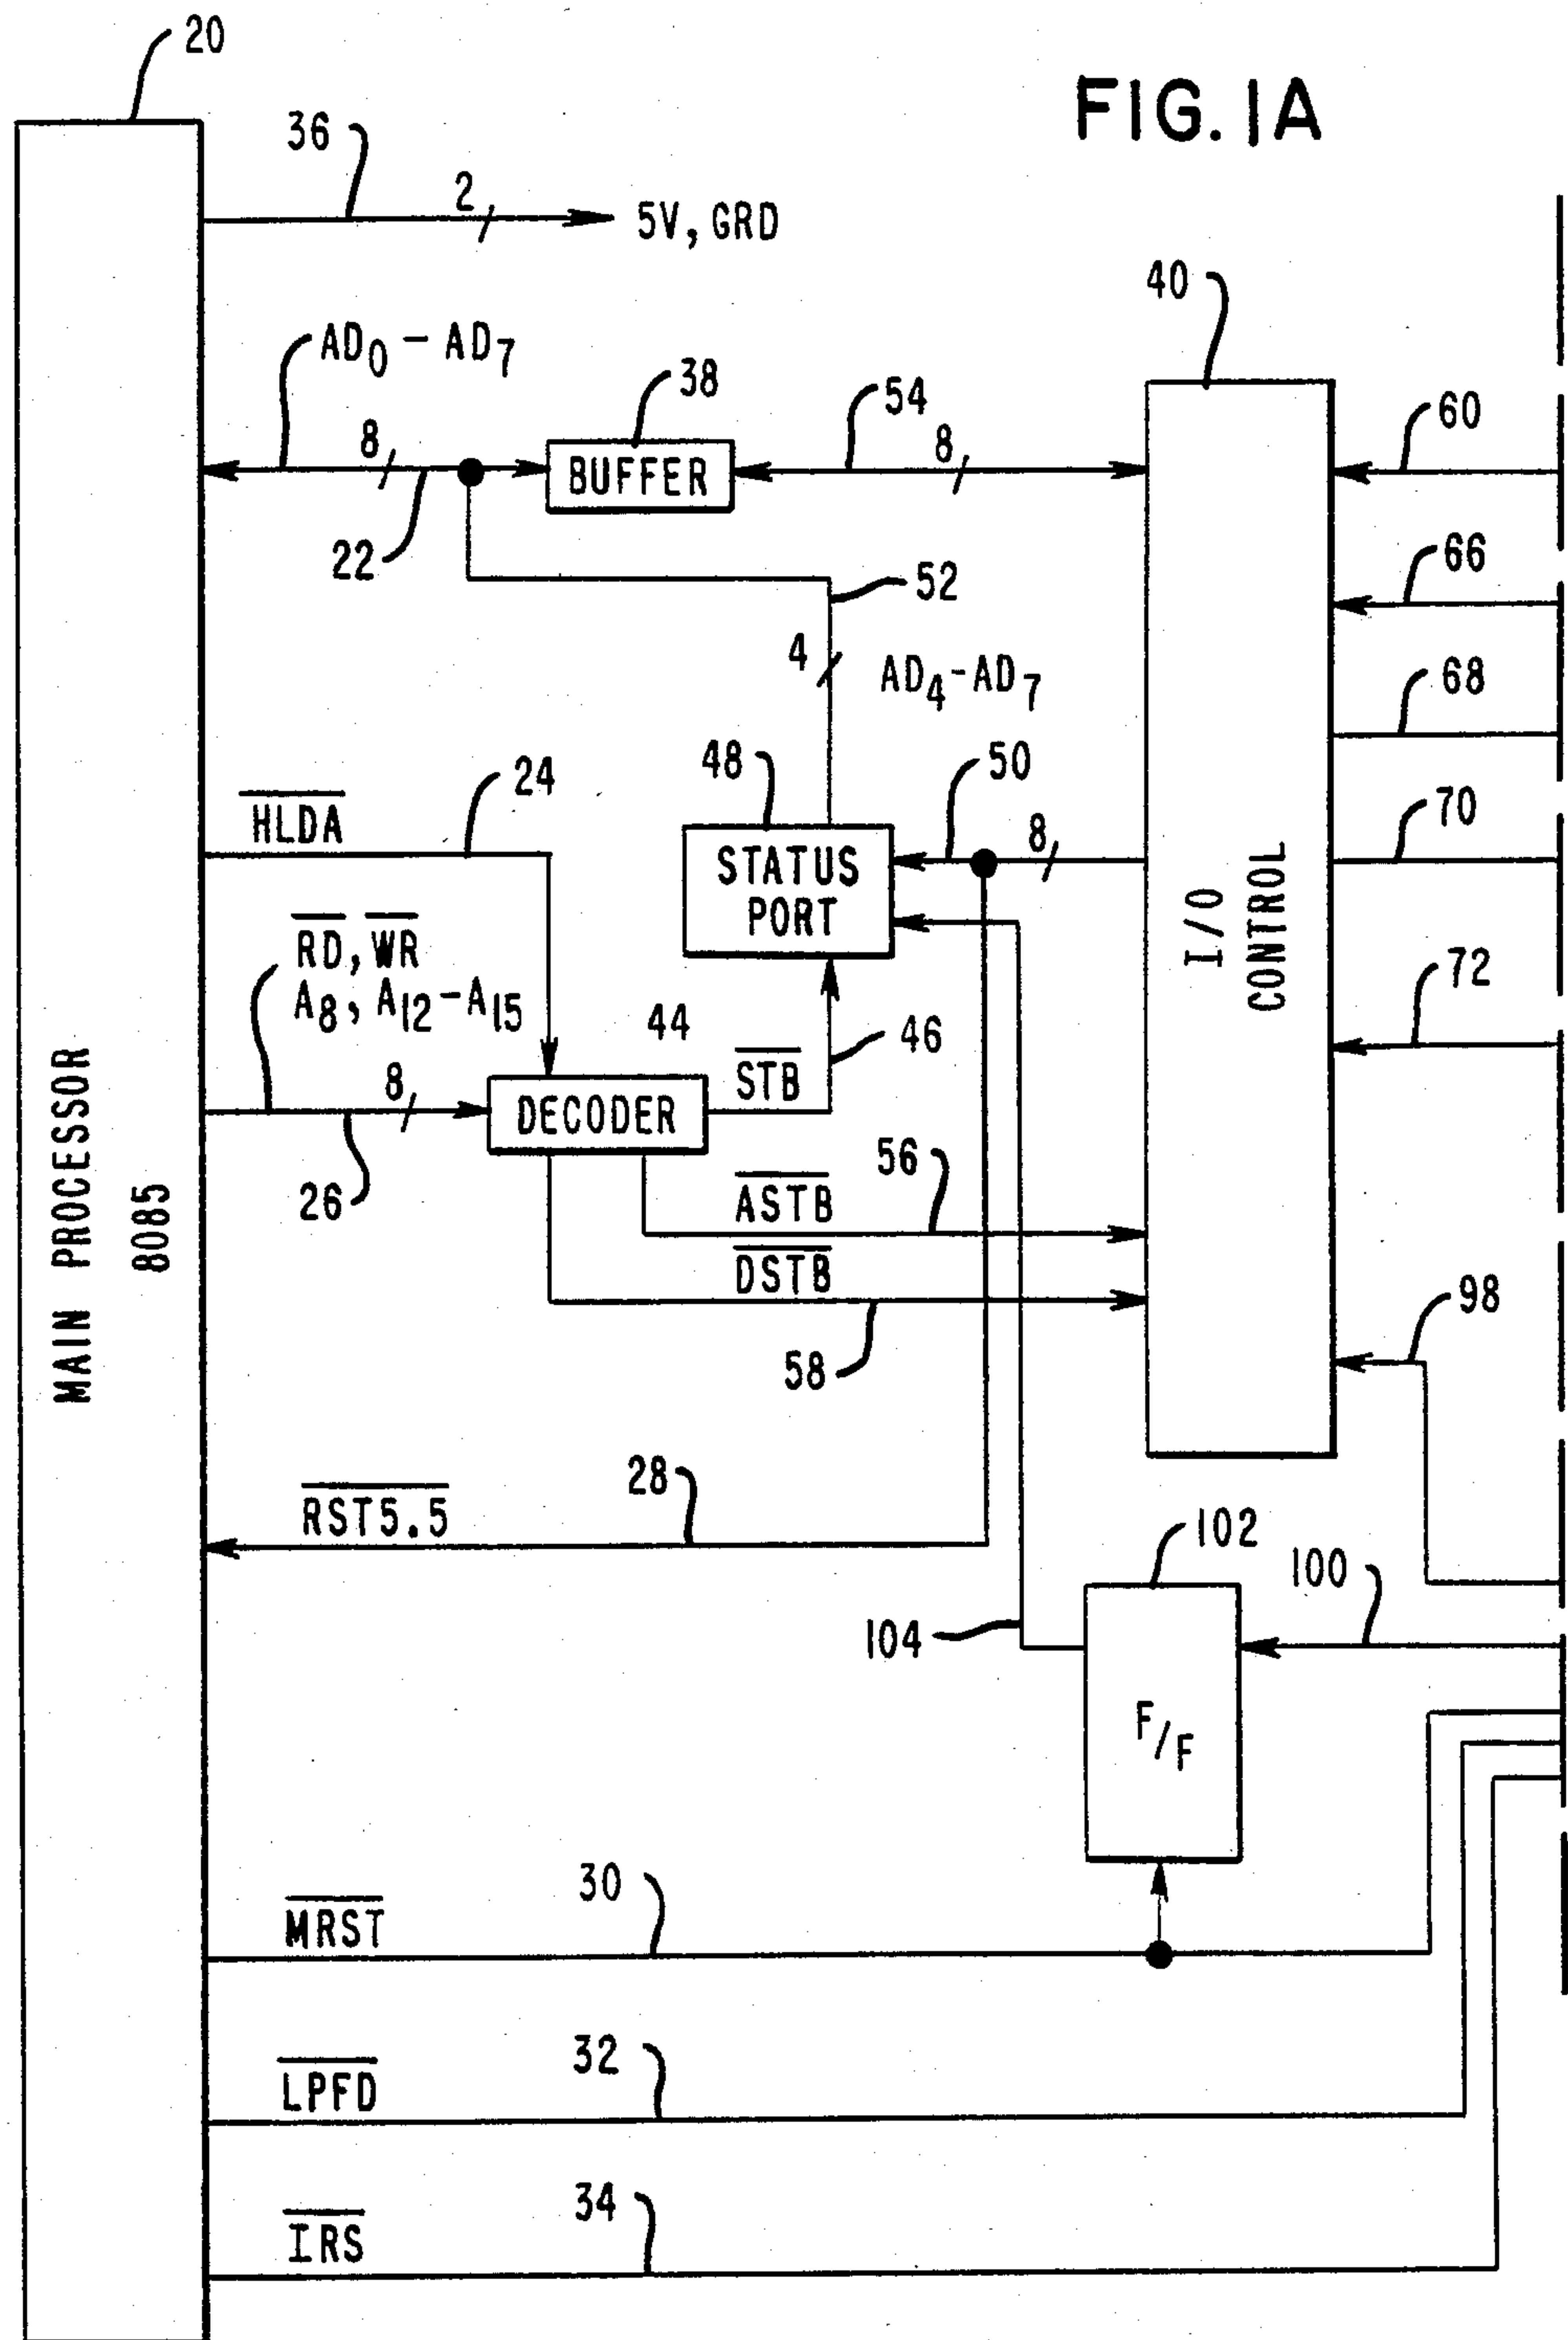 20
FIG. 1A
36
2
5V, GRD
40
AD0 - AD7
38
54
60
8
8
BUFFER
22
52
66
4
AD4-AD7
68
48
50
24
70
HLDA
8
STATUS
PORT
I/O
CONTROL
RD, WR
A8, A12-A15
72
44
46
STB
8
DECODER
MAIN PROCESSOR
8085
26
56
ASTB
DSTB
98
58
28
RST5.5
102
100
104
F/F
30
MRST
32
LPFD
34
IRS